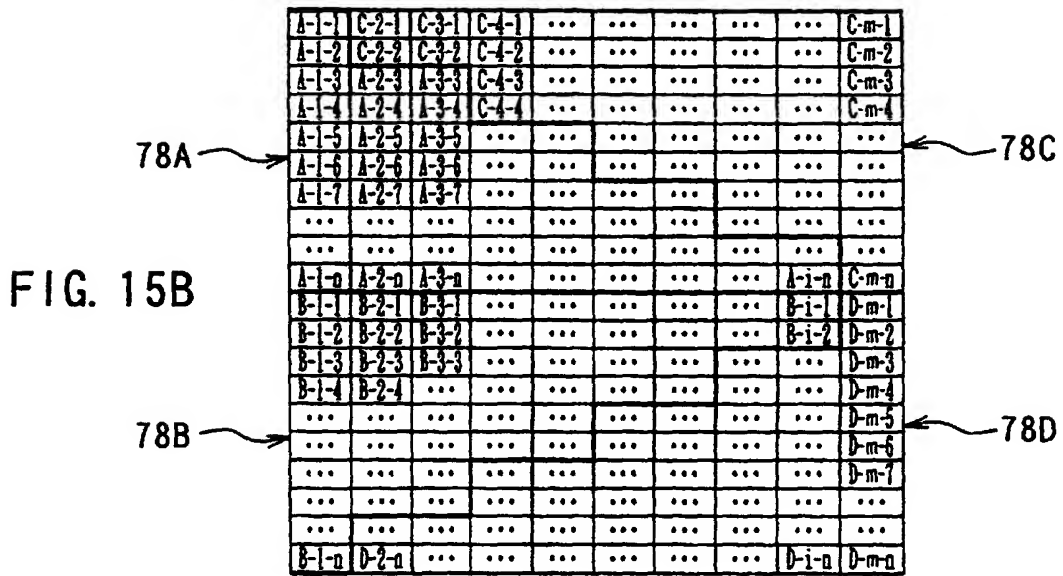 A-1-1 C-2-1 C-3-1 C-4-1 ... ... ... ... ... C-m-1
A-1-2 C-2-2 C-3-2 C-4-2 ... ... ... ... ... C-m-2
A-1-3 A-2-3 A-3-3 C-4-3 ... ... ... ... ... C-m-3
A-1-4 A-2-4 A-3-4 C-4-4 ... ... ... ... ... C-m-4
A-1-5 A-2-5 A-3-5 ... ... ... ... ... ... ...
78A 78C
A-1-6 A-2-6 A-3-6 ... ... ... ... ... ... ...
A-1-7 A-2-7 A-3-7 ... ... ... ... ... ... ...
... ... ... ... ... ... ... ... ... ...
... ... ... ... ... ... ... ... ... ...
FIG. 15B
A-1-n A-2-n A-3-n ... ... ... ... ... A-i-n C-m-n
B-1-1 B-2-1 B-3-1 ... ... ... ... ... B-i-1 D-m-1
B-1-2 B-2-2 B-3-2 ... ... ... ... ... B-i-2 D-m-2
B-1-3 B-2-3 B-3-3 ... ... ... ... ... ... D-m-3
B-1-4 B-2-4 ... ... ... ... ... ... ... D-m-4
... ... ... ... ... ... ... ... ... D-m-5
78B 78D
... ... ... ... ... ... ... ... ... D-m-6
... ... ... ... ... ... ... ... ... D-m-7
... ... ... ... ... ... ... ... ... ...
... ... ... ... ... ... ... ... ... ...
B-1-n D-2-n ... ... ... ... ... ... D-i-n D-m-n